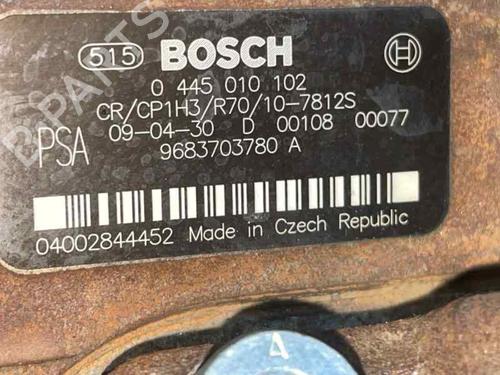 515 BOSCH
0 445 010 102
CR/CP1H3/R70/10-7812S
09-04-30 D 00108 00077
PSA 9683703780 A
04002844452 Made in Czech Republic
A
B-PARTS